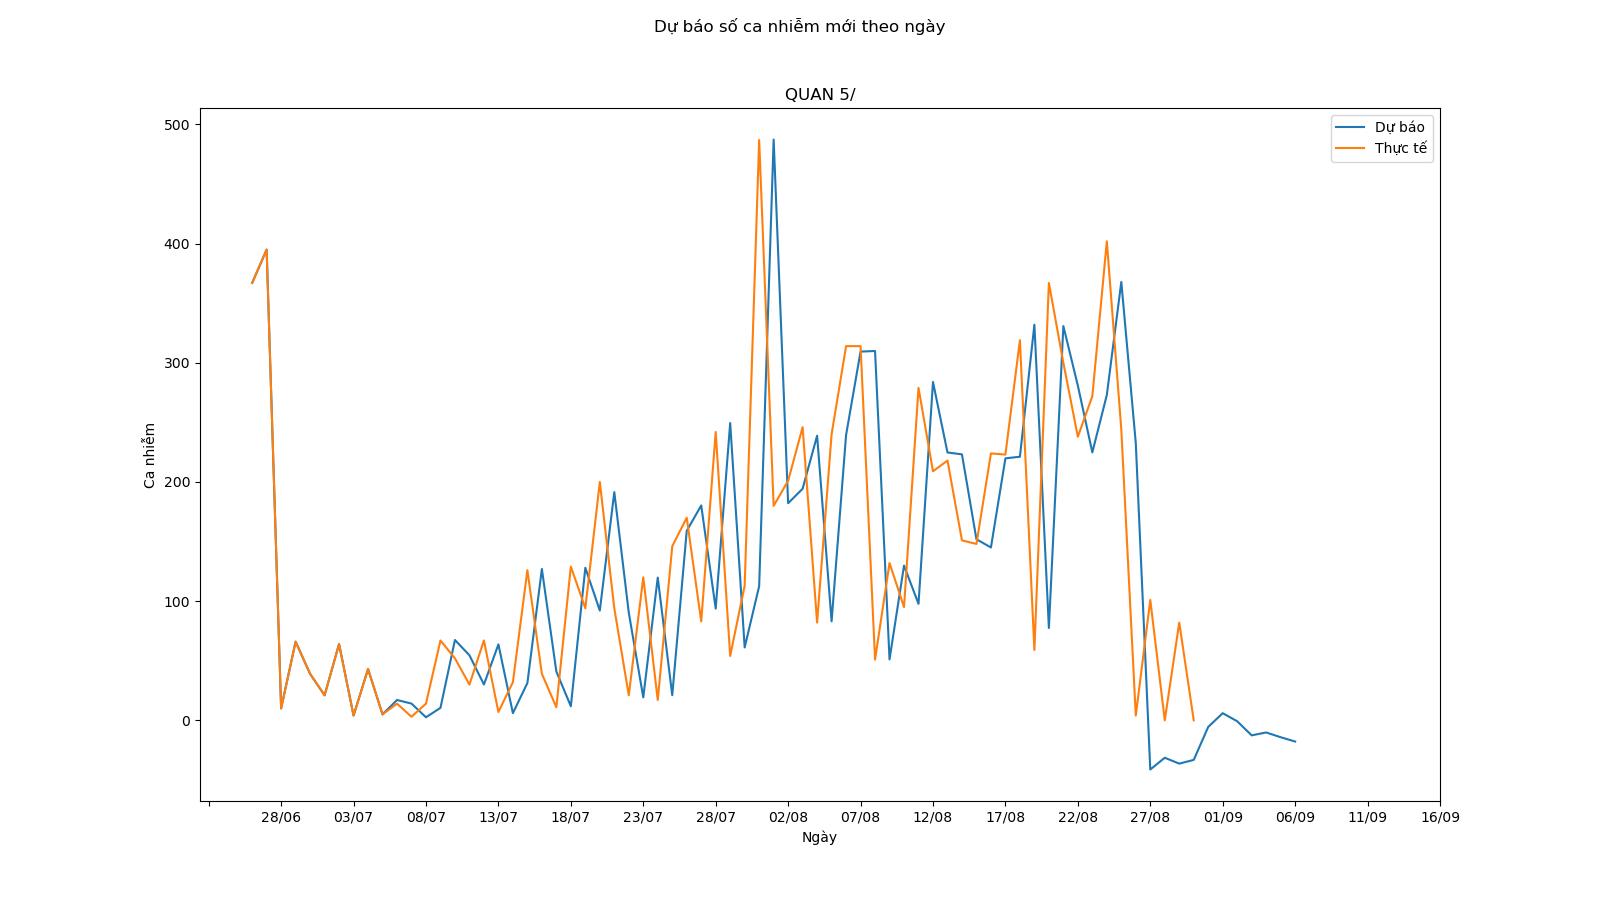 Dự báo số ca nhiễm mới theo ngày
QUAN 5/
Dự báo
Thực tế
500
400
300
200
100
0
Ca nhiễm
28/06 03/07 08/07 13/07 18/07 23/07 28/07 02/08 07/08 12/08 17/08 22/08 27/08 01/09 06/09 11/09 16/09
Ngày